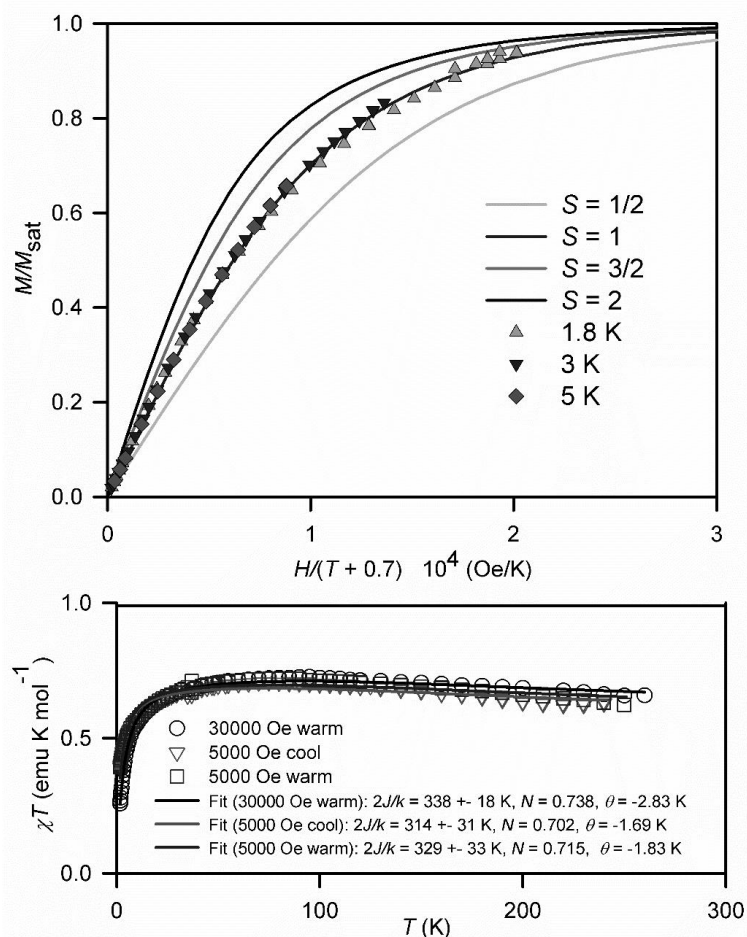 M/Msat
1.0
0.8
0.6
0.4
0.2
0.0
S = 1/2
S = 1
S = 3/2
S = 2
1.8 K
3 K
5 K
0 1 2 3
H/(T + 0.7) 10⁴ (Oe/K)
χT (emu K mol⁻¹)
1.0
0.5
0.0
30000 Oe warm
5000 Oe cool
5000 Oe warm
Fit (30000 Oe warm): 2J/k = 338 +- 18 K, N = 0.738, θ = -2.83 K
Fit (5000 Oe cool): 2J/k = 314 +- 31 K, N = 0.702, θ = -1.69 K
Fit (5000 Oe warm): 2J/k = 329 +- 33 K, N = 0.715, θ = -1.83 K
0 100 200 300
T (K)